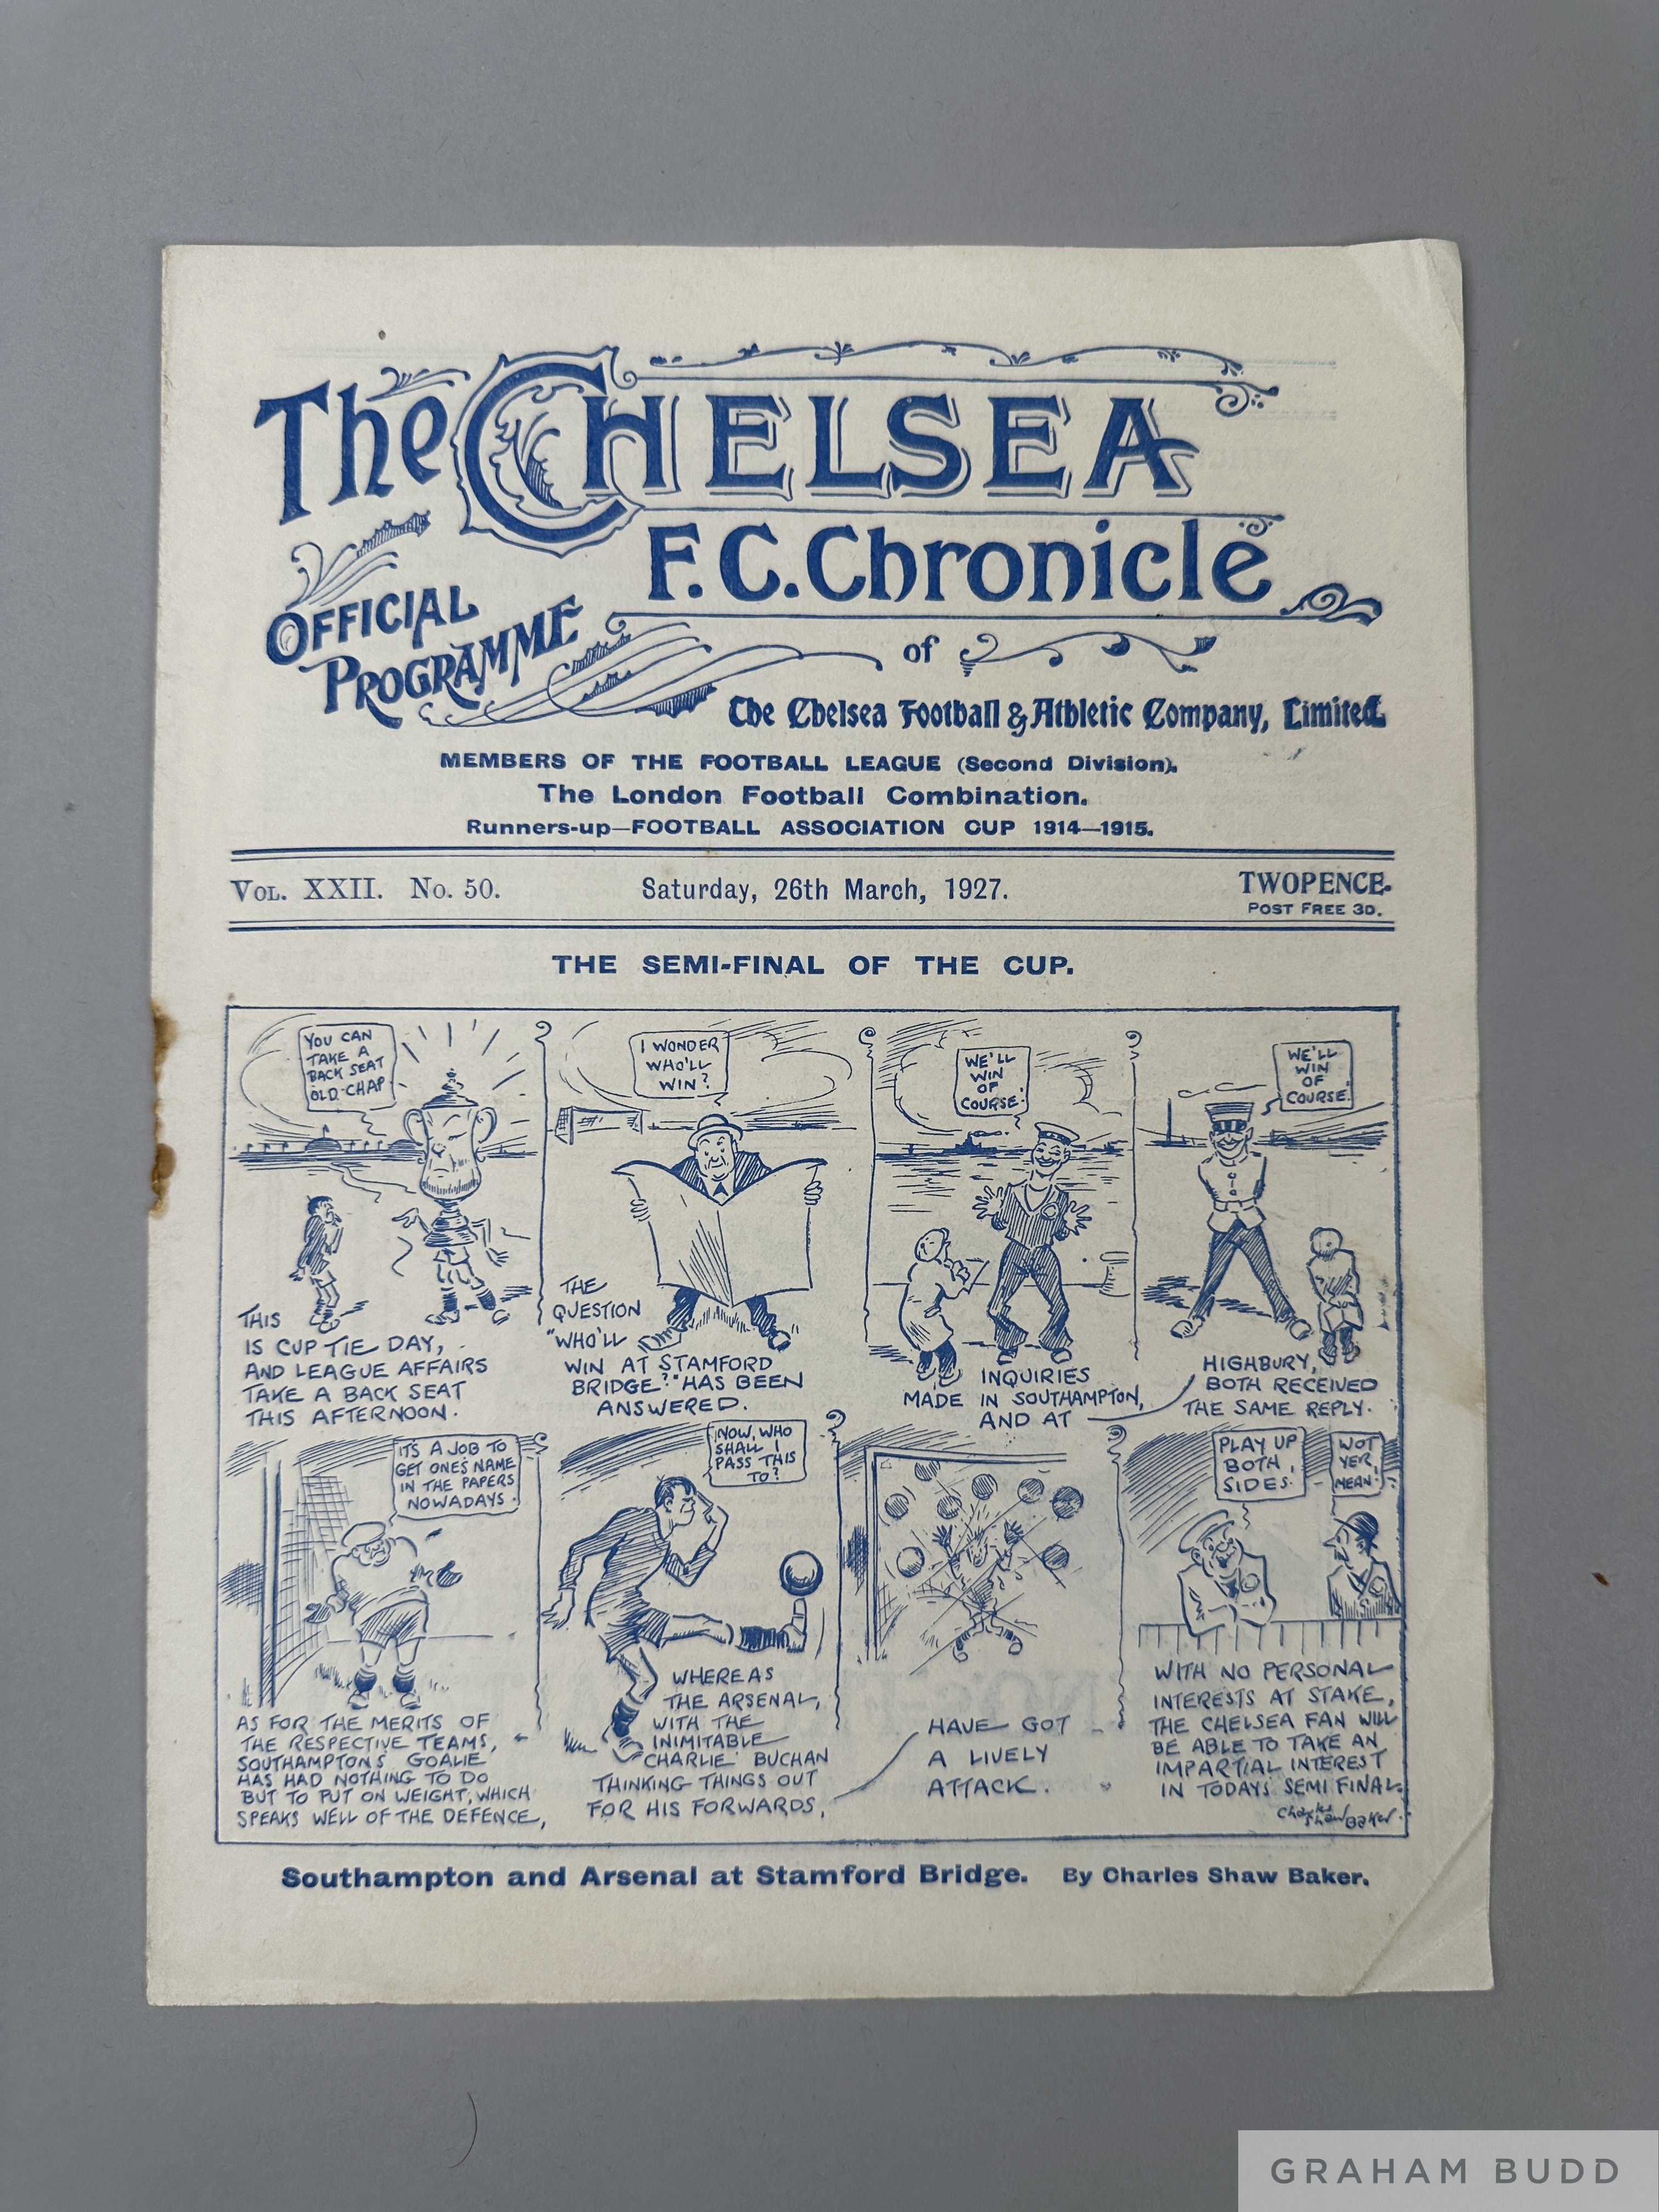 The CHELSEA
F.C. Chronicle
OFFICIAL
PROGRAMME
of
The Chelsea Football & Athletic Company, Limited.
MEMBERS OF THE FOOTBALL LEAGUE (Second Division).
The London Football Combination.
Runners-up—FOOTBALL ASSOCIATION CUP 1914—1915.
VOL. XXII. No. 50.
Saturday, 26th March, 1927.
TWOPENCE.
POST FREE 3D.
THE SEMI-FINAL OF THE CUP.
YOU CAN
TAKE A
BACK SEAT
OLD-CHAP.
THIS
IS CUP TIE DAY,
AND LEAGUE AFFAIRS
TAKE A BACK SEAT
THIS AFTERNOON.
I WONDER
WHO'LL
WIN?
THE
QUESTION
"WHO'LL
WIN AT STAMFORD
BRIDGE?" HAS BEEN
ANSWERED.
WE'LL
WIN
OF
COURSE!
INQUIRIES
MADE IN SOUTHAMPTON,
AND AT
WE'LL
WIN
OF
COURSE!
HIGHBURY,
BOTH RECEIVED
THE SAME REPLY.
ITS A JOB TO
GET ONE'S NAME
IN THE PAPERS
NOWADAYS.
AS FOR THE MERITS OF
THE RESPECTIVE TEAMS,
SOUTHAMPTON'S GOALIE
HAS HAD NOTHING TO DO
BUT TO PUT ON WEIGHT, WHICH
SPEAKS WELL OF THE DEFENCE,
NOW, WHO
SHALL I
PASS THIS
TO?
WHEREAS
THE ARSENAL,
WITH THE
INIMITABLE
CHARLIE BUCHAN
THINKING THINGS OUT
FOR HIS FORWARDS,
HAVE GOT
A LIVELY
ATTACK.
PLAY UP
BOTH
SIDES.
WOT
YER
MEAN!
WITH NO PERSONAL
INTERESTS AT STAKE,
THE CHELSEA FAN WILL
BE ABLE TO TAKE AN
IMPARTIAL INTEREST
IN TODAYS SEMI FINAL.
Charles
Shaw Baker.
Southampton and Arsenal at Stamford Bridge. By Charles Shaw Baker.
GRAHAM BUDD